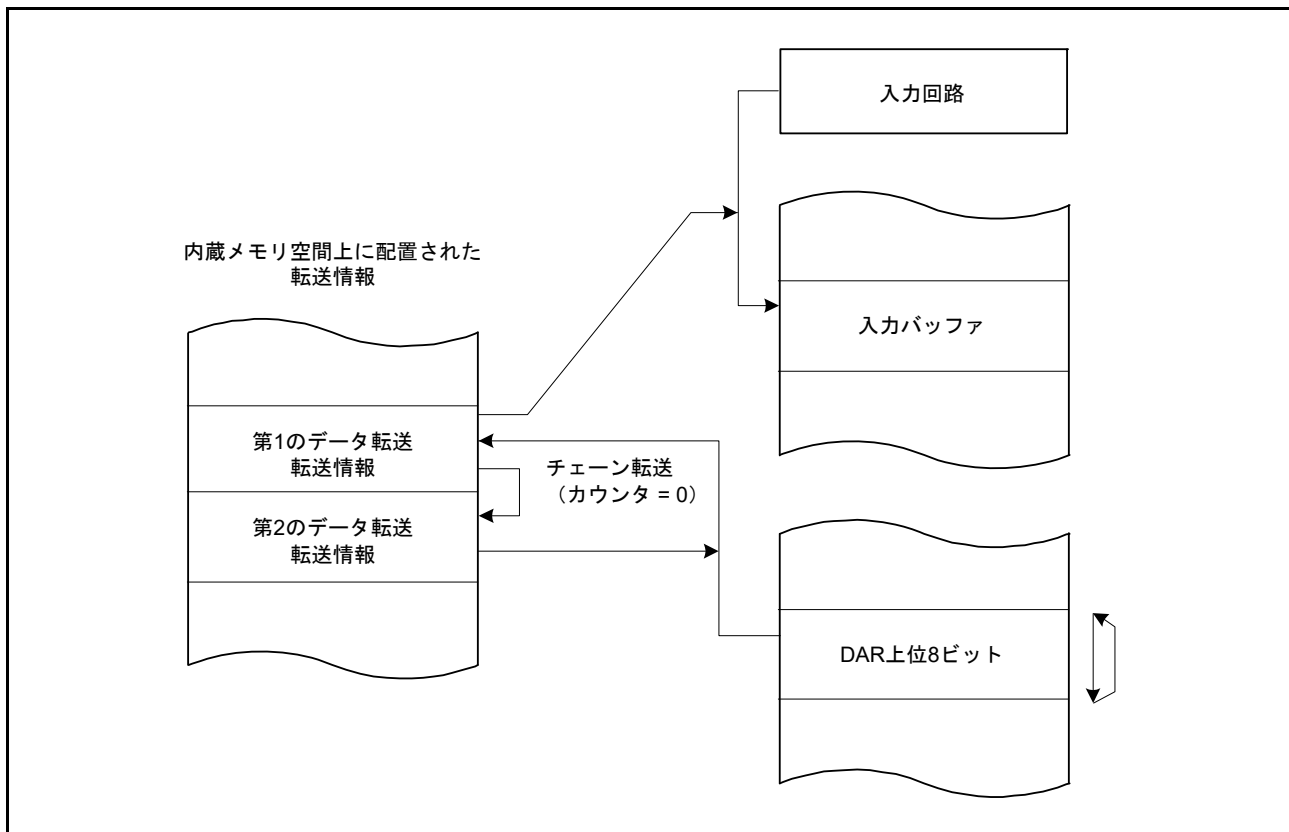 入力回路
内蔵メモリ空間上に配置された
転送情報
入力バッファ
第1のデータ転送
転送情報
チェーン転送
（カウンタ = 0）
第2のデータ転送
転送情報
DAR上位8ビット